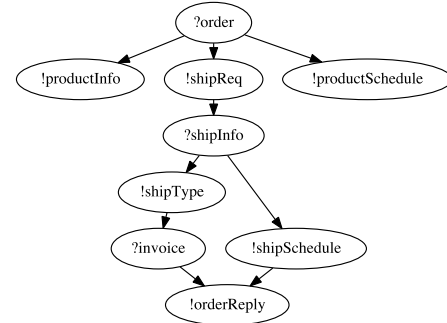 ?order
!productInfo
!shipReq
!productSchedule
?shipInfo
!shipType
?invoice
!shipSchedule
!orderReply